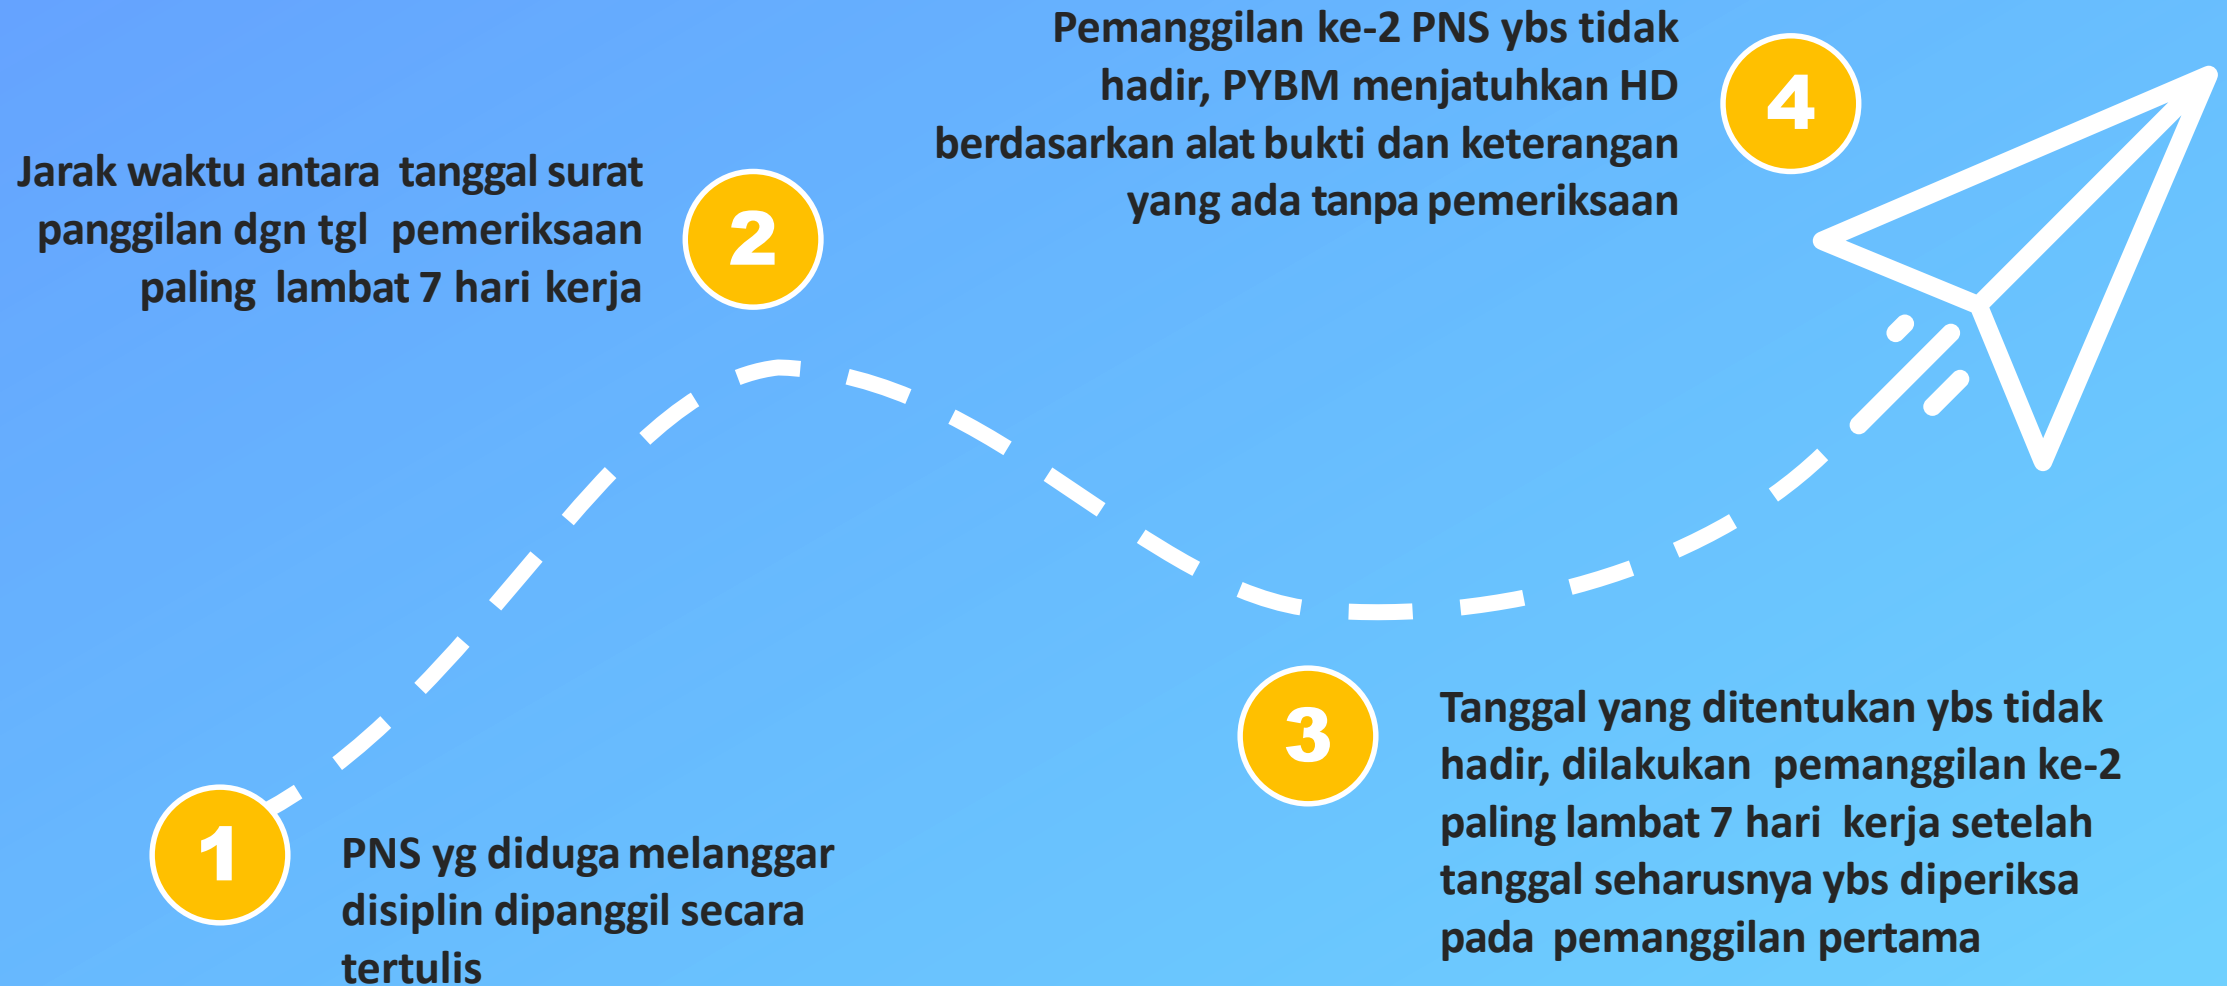 1
PNS yg diduga melanggar
disiplin dipanggil secara
tertulis
2
Jarak waktu antara tanggal surat
panggilan dgn tgl pemeriksaan
paling lambat 7 hari kerja
3
Tanggal yang ditentukan ybs tidak
hadir, dilakukan pemanggilan ke-2
paling lambat 7 hari kerja setelah
tanggal seharusnya ybs diperiksa
pada pemanggilan pertama
4
Pemanggilan ke-2 PNS ybs tidak
hadir, PYBM menjatuhkan HD
berdasarkan alat bukti dan keterangan
yang ada tanpa pemeriksaan